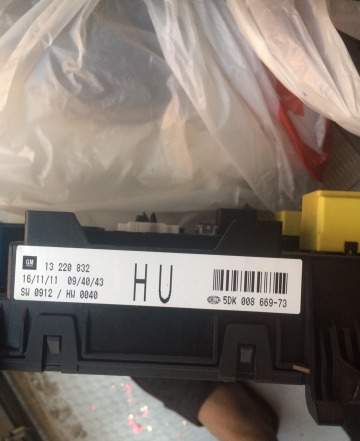 GM
13 220 832
16/11/11 09/40/43
SW 0912 / HW 0040
HU
5DK 008 669-73